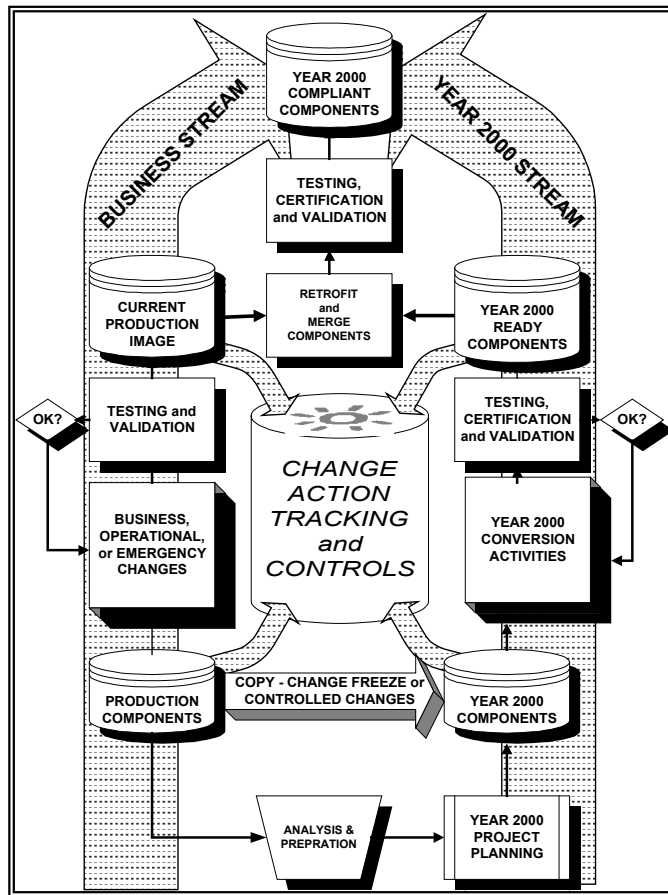 YEAR 2000
COMPLIANT
COMPONENTS
BUSINESS STREAM
YEAR 2000 STREAM
TESTING,
CERTIFICATION
and VALIDATION
CURRENT
PRODUCTION
IMAGE
RETROFIT
and
MERGE
COMPONENTS
YEAR 2000
READY
COMPONENTS
OK?
TESTING and
VALIDATION
TESTING,
CERTIFICATION
and VALIDATION
OK?
CHANGE
ACTION
TRACKING
and
CONTROLS
BUSINESS,
OPERATIONAL,
or EMERGENCY
CHANGES
YEAR 2000
CONVERSION
ACTIVITIES
PRODUCTION
COMPONENTS
COPY - CHANGE FREEZE or
CONTROLLED CHANGES
YEAR 2000
COMPONENTS
ANALYSIS &
PREPRATION
YEAR 2000
PROJECT
PLANNING